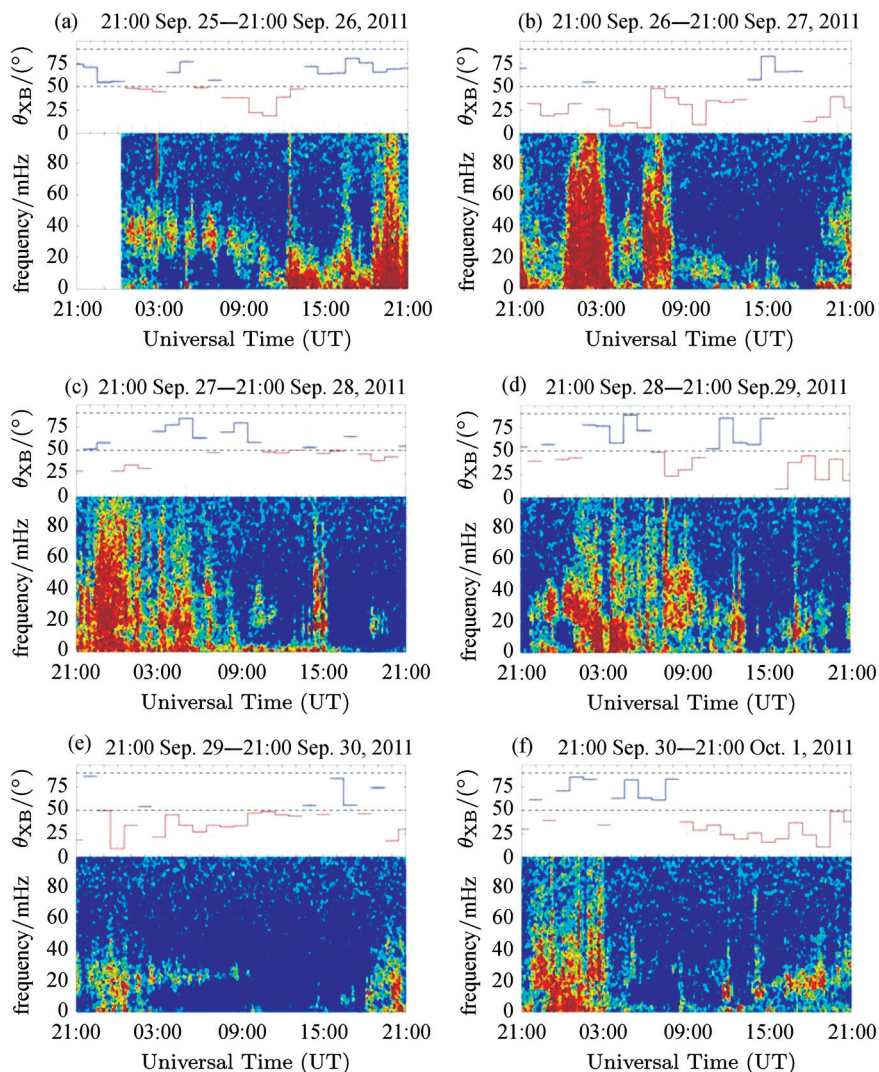 (a) 21:00 Sep. 25—21:00 Sep. 26, 2011
θXB/(°)
75
50
25
0
frequency/mHz
80
60
40
20
0
21:00 03:00 09:00 15:00 21:00
Universal Time (UT)
(b) 21:00 Sep. 26—21:00 Sep. 27, 2011
θXB/(°)
75
50
25
0
frequency/mHz
80
60
40
20
0
21:00 03:00 09:00 15:00 21:00
Universal Time (UT)
(c) 21:00 Sep. 27—21:00 Sep. 28, 2011
θXB/(°)
75
50
25
0
frequency/mHz
80
60
40
20
0
21:00 03:00 09:00 15:00 21:00
Universal Time (UT)
(d) 21:00 Sep. 28—21:00 Sep.29, 2011
θXB/(°)
75
50
25
0
frequency/mHz
80
60
40
20
0
21:00 03:00 09:00 15:00 21:00
Universal Time (UT)
(e) 21:00 Sep. 29—21:00 Sep. 30, 2011
θXB/(°)
75
50
25
0
frequency/mHz
80
60
40
20
0
21:00 03:00 09:00 15:00 21:00
Universal Time (UT)
(f) 21:00 Sep. 30—21:00 Oct. 1, 2011
θXB/(°)
75
50
25
0
frequency/mHz
80
60
40
20
0
21:00 03:00 09:00 15:00 21:00
Universal Time (UT)